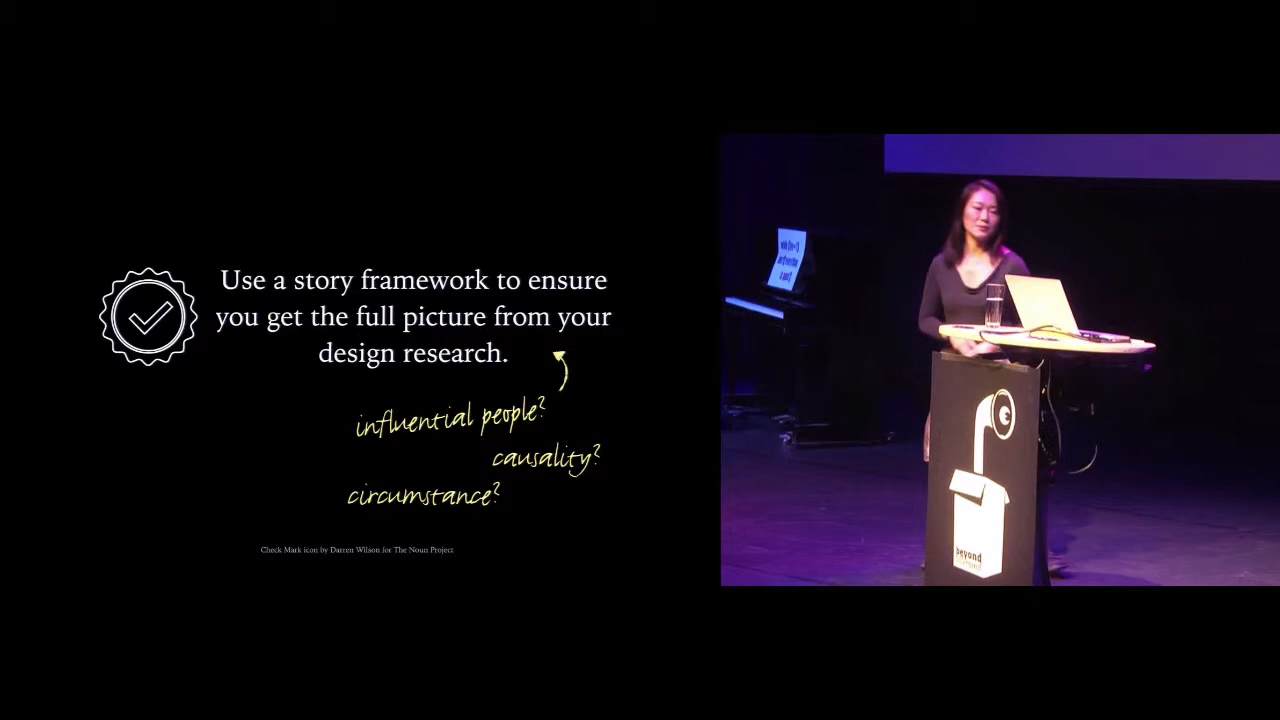 Use a story framework to ensure
you get the full picture from your
design research.
influential people?
causality?
circumstance?
Check Mark icon by Darren Wilson for The Noun Project
beyond